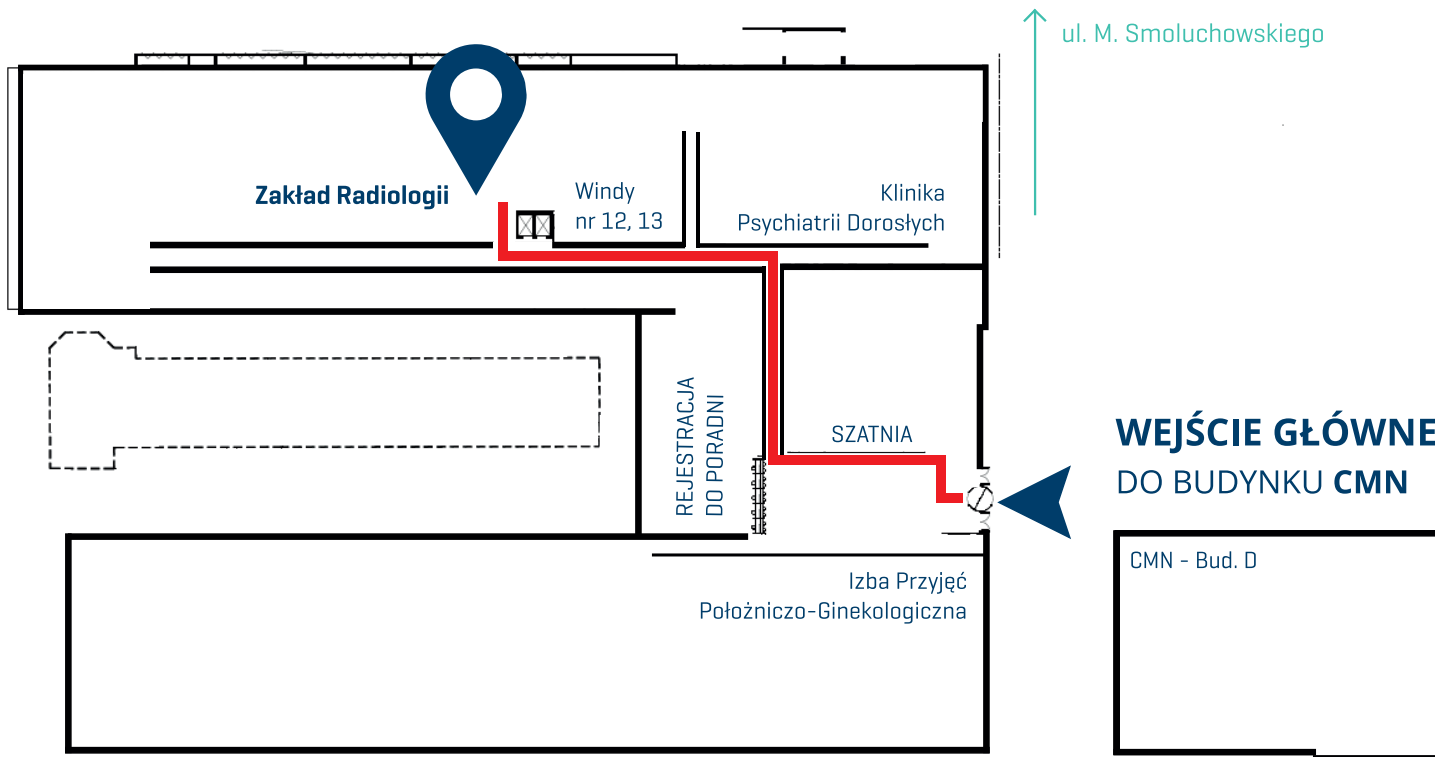 ul. M. Smoluchowskiego
Zakład Radiologii
Windy
nr 12, 13
Klinika
Psychiatrii Dorosłych
REJESTRACJA
DO PORADNI
SZATNIA
WEJŚCIE GŁÓWNE
DO BUDYNKU CMN
CMN - Bud. D
Izba Przyjęć
Położniczo-Ginekologiczna